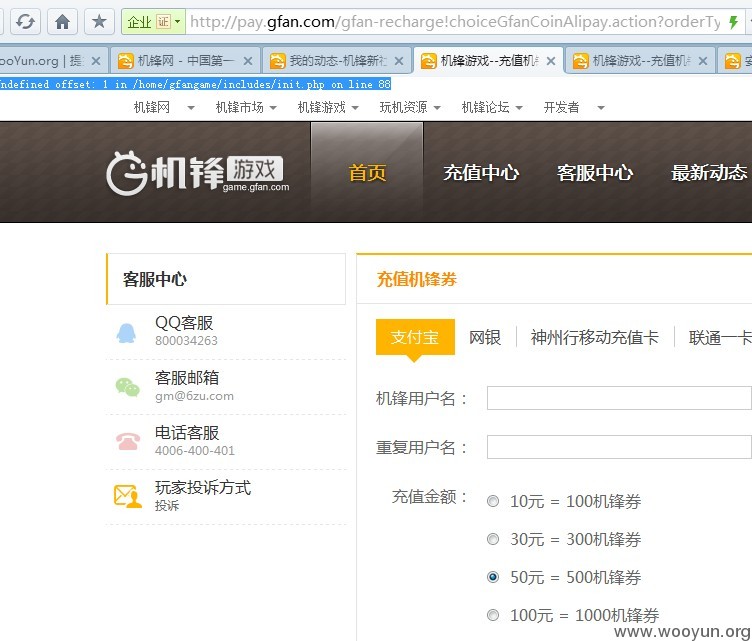 企业 证 http://pay.gfan.com/gfan-recharge!choiceGfanCoinAlipay.action?orderTy
ooYun.org | 提 机锋网 - 中国第一 我的动态-机锋新社 机锋游戏--充值机 机锋游戏--充值机
ndefined offset: 1 in /home/gfangame/includes/init.php on line 88
机锋网 机锋市场 机锋游戏 玩机资源 机锋论坛 开发者
机锋游戏 game.gfan.com
首页 充值中心 客服中心 最新动态
客服中心
QQ客服
800034263
客服邮箱
gm@6zu.com
电话客服
4006-400-401
玩家投诉方式
投诉
充值机锋券
支付宝 网银 神州行移动充值卡 联通一卡
机锋用户名：
重复用户名：
充值金额：
10元 = 100机锋券
30元 = 300机锋券
50元 = 500机锋券
100元 = 1000机锋券
www.wooyun.org